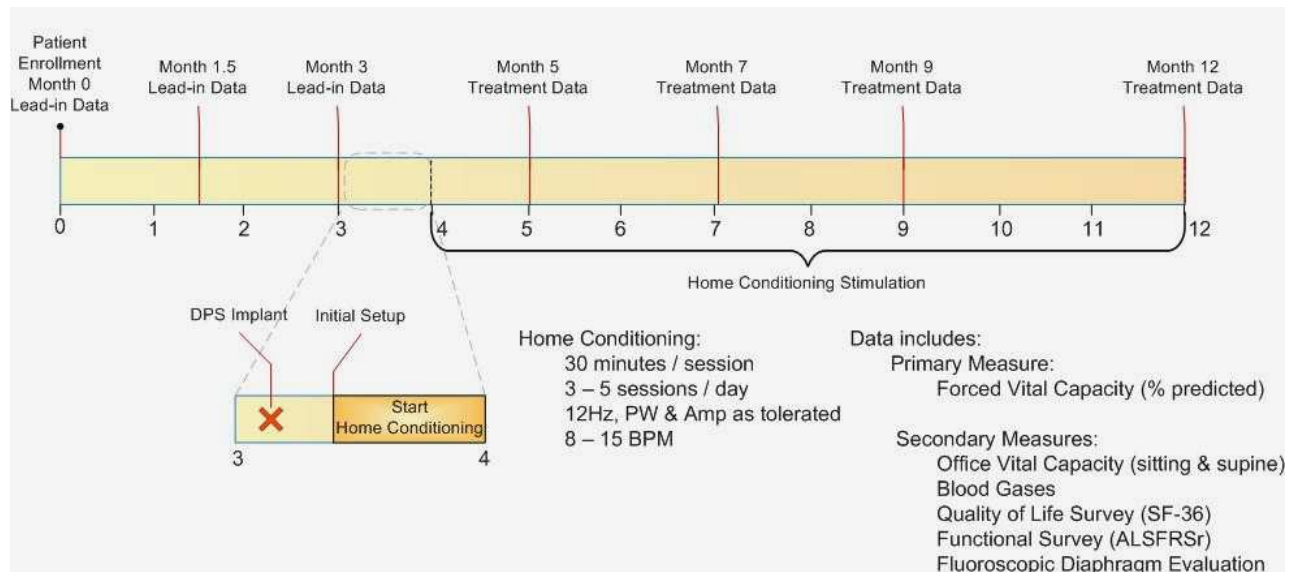 Patient
Enrollment
Month 0
Lead-in Data
Month 1.5
Lead-in Data
Month 3
Lead-in Data
Month 5
Treatment Data
Month 7
Treatment Data
Month 9
Treatment Data
Month 12
Treatment Data
0 1 2 3 4 5 6 7 8 9 10 11 12
Home Conditioning Stimulation
DPS Implant
Initial Setup
Start
Home Conditioning
3 4
Home Conditioning:
30 minutes / session
3 – 5 sessions / day
12Hz, PW & Amp as tolerated
8 – 15 BPM
Data includes:
Primary Measure:
Forced Vital Capacity (% predicted)
Secondary Measures:
Office Vital Capacity (sitting & supine)
Blood Gases
Quality of Life Survey (SF-36)
Functional Survey (ALSFRSr)
Fluoroscopic Diaphragm Evaluation